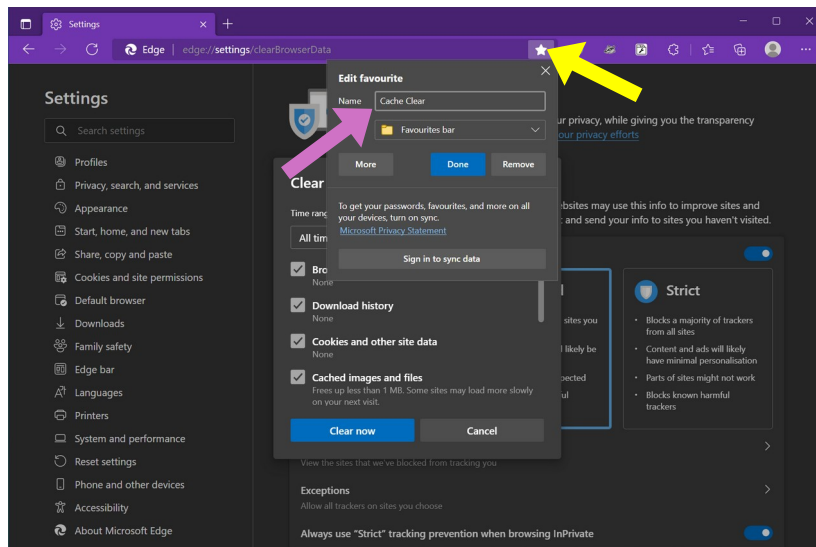 Settings
Edge | edge://settings/clearBrowserData
Settings
Search settings
Profiles
Privacy, search, and services
Appearance
Start, home, and new tabs
Share, copy and paste
Cookies and site permissions
Default browser
Downloads
Family safety
Edge bar
Languages
Printers
System and performance
Reset settings
Phone and other devices
Accessibility
About Microsoft Edge
Edit favourite
Name Cache Clear
Favourites bar
More Done Remove
To get your passwords, favourites, and more on all
your devices, turn on sync.
Microsoft Privacy Statement
Sign in to sync data
privacy, while giving you the transparency
our privacy efforts
Clear
Time rang
All tim
Bro
None
Download history
None
Cookies and other site data
None
Cached images and files
Frees up less than 1 MB. Some sites may load more slowly
on your next visit.
Clear now Cancel
may use this info to improve sites and
and send your info to sites you haven't visited.
sites you
likely be
Strict
• Blocks a majority of trackers
from all sites
• Content and ads will likely
have minimal personalisation
• Parts of sites might not work
• Blocks known harmful
trackers
View the sites that we've blocked from tracking you
Exceptions
Allow all trackers on sites you choose
Always use "Strict" tracking prevention when browsing InPrivate